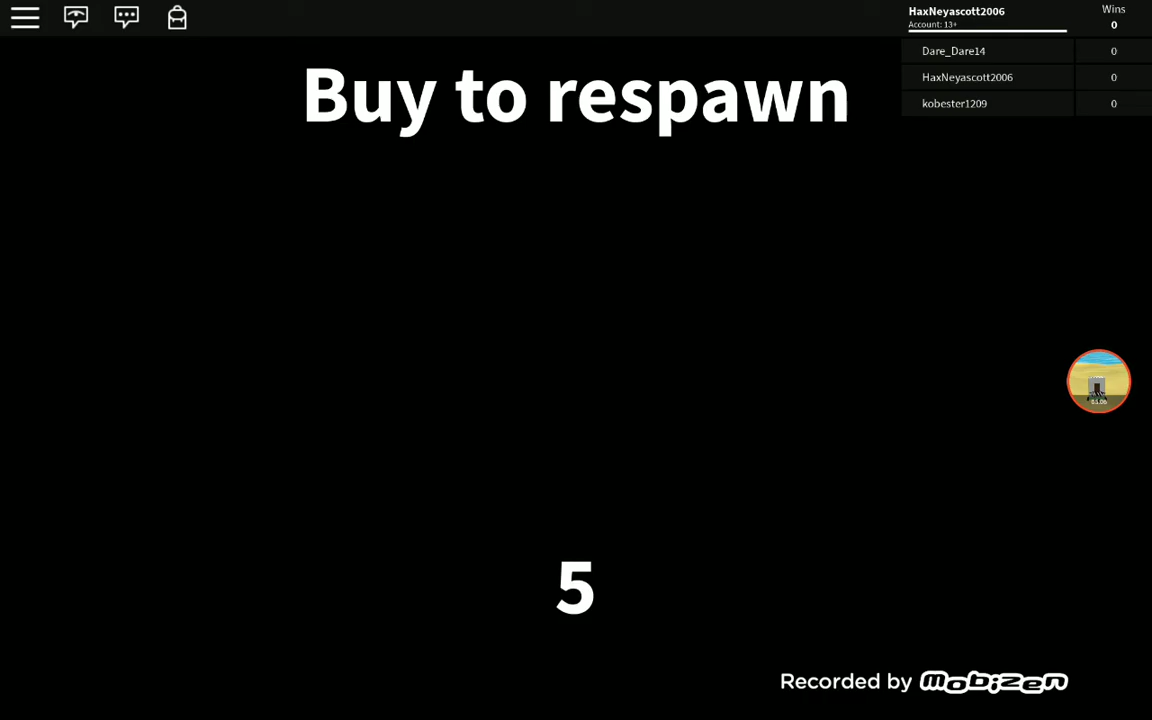 HaxNeyascott2006
Account: 13+
Wins
0
Dare_Dare14 0
HaxNeyascott2006 0
kobester1209 0
Buy to respawn
5
Recorded by mobizen